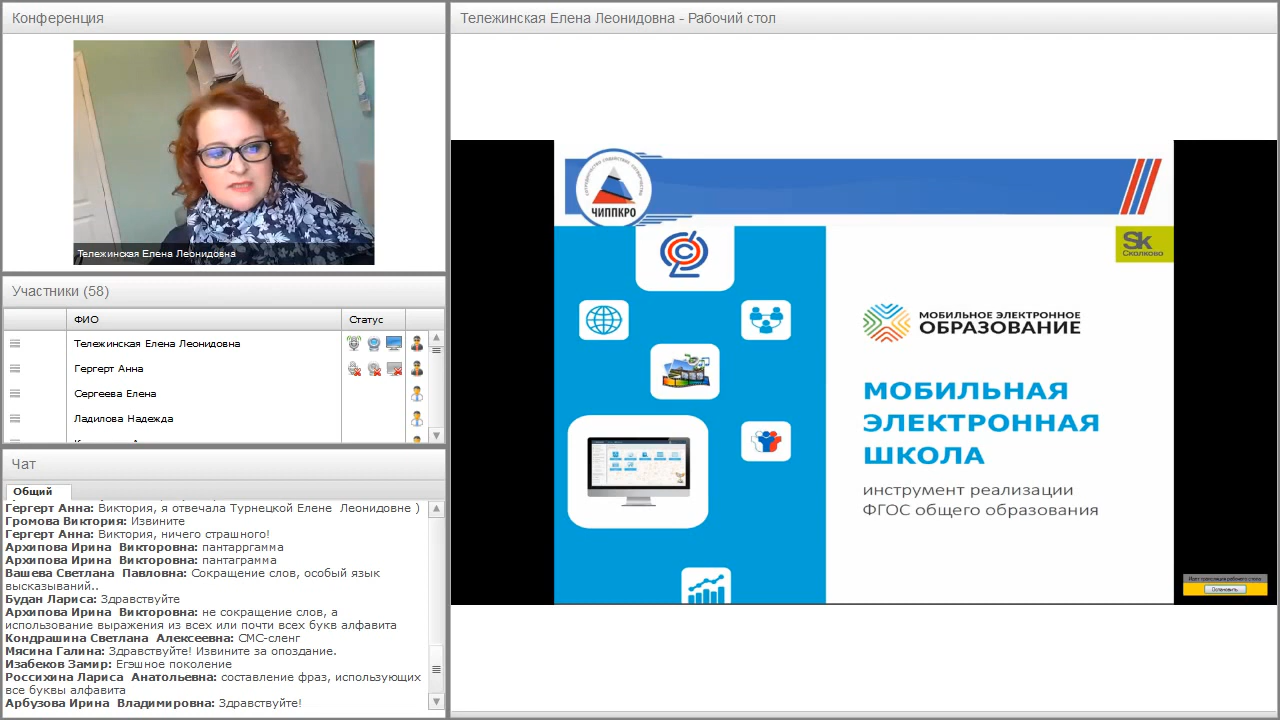 Конференция
Тележинская Елена Леонидовна
Участники (58)
ФИО
Статус
Тележинская Елена Леонидовна
Гергерт Анна
Сергеева Елена
Ладилова Надежда
Чат
Общий
Гергерт Анна: Виктория, я отвечала Турнецкой Елене Леонидовне )
Громова Виктория: Извините
Гергерт Анна: Виктория, ничего страшного!
Архипова Ирина Викторовна: пантарргамма
Архипова Ирина Викторовна: пантаграмма
Вашева Светлана Павловна: Сокращение слов, особый язык
высказываний..
Будан Лариса: Здравствуйте
Архипова Ирина Викторовна: не сокращение слов, а
использование выражения из всех или почти всех букв алфавита
Кондрашина Светлана Алексеевна: СМС-сленг
Мясина Галина: Здравствуйте! Извините за опоздание.
Изабеков Замир: Егэшное поколение
Россихина Лариса Анатольевна: составление фраз, использующих
все буквы алфавита
Арбузова Ирина Владимировна: Здравствуйте!
Тележинская Елена Леонидовна - Рабочий стол
ЧИППКРО
Sk
Сколково
МОБИЛЬНОЕ ЭЛЕКТРОННОЕ
ОБРАЗОВАНИЕ
МОБИЛЬНАЯ
ЭЛЕКТРОННАЯ
ШКОЛА
инструмент реализации
ФГОС общего образования
Идет трансляция рабочего стола
Остановить